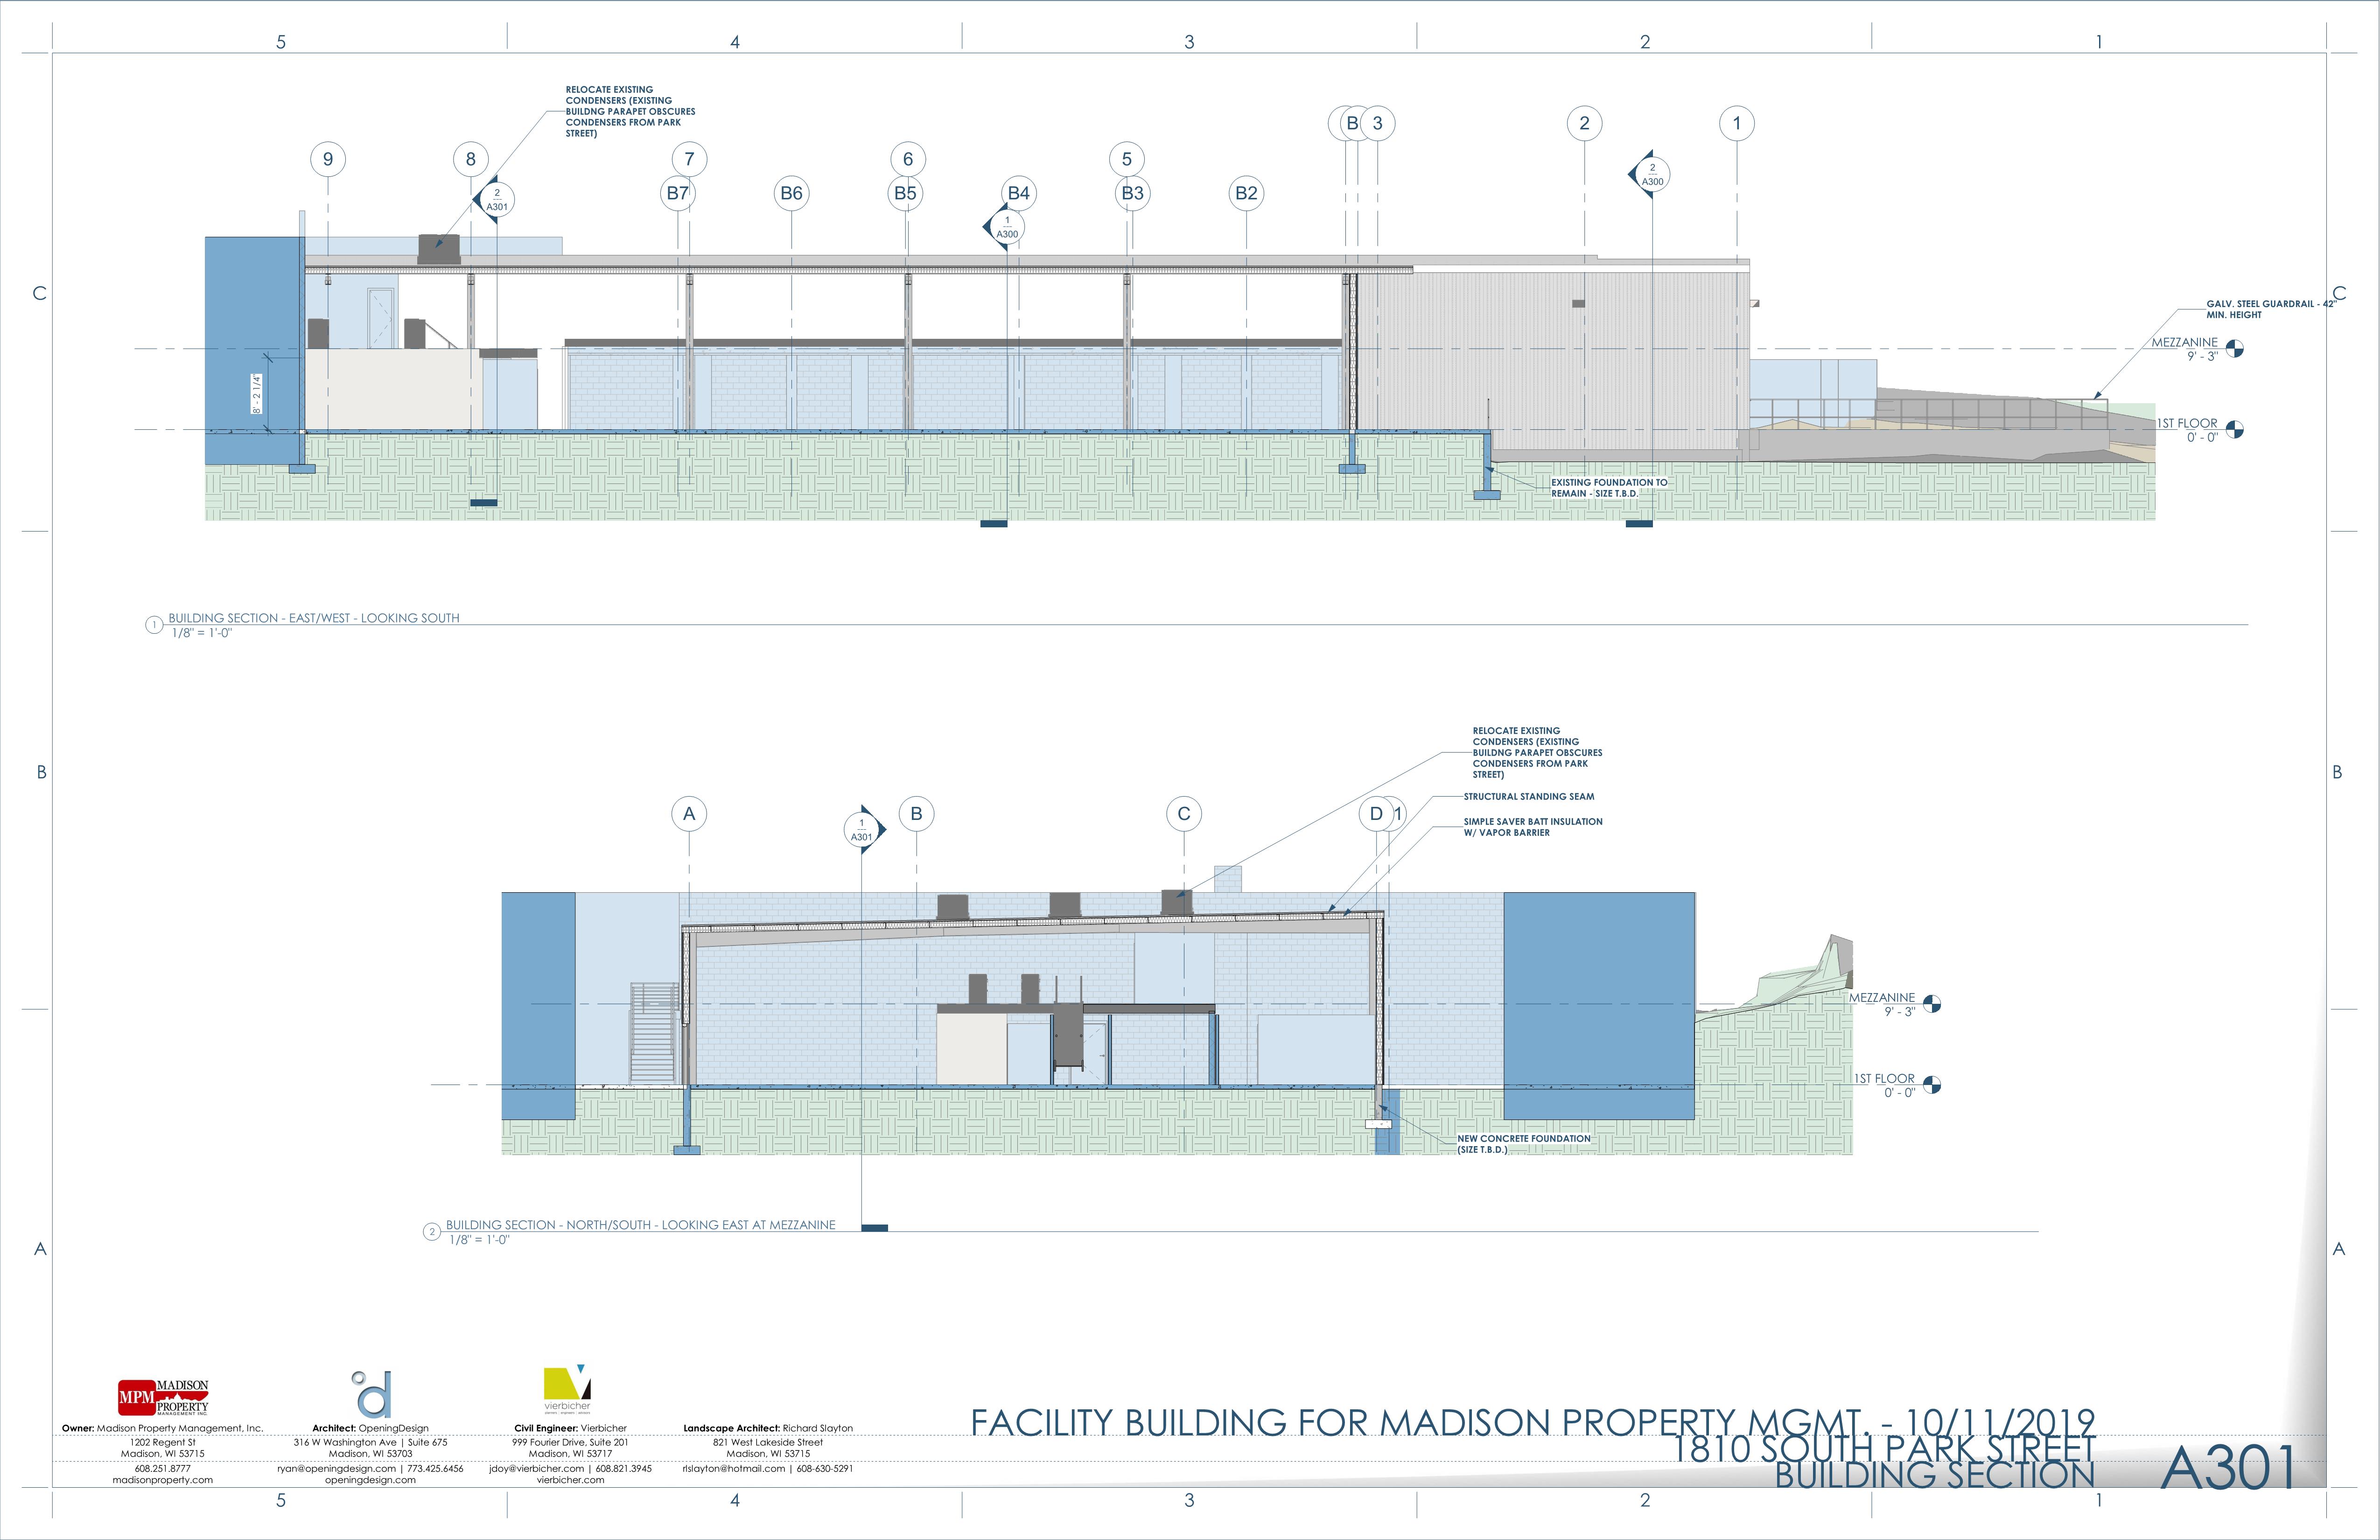 5 4 3 2 1
RELOCATE EXISTING
CONDENSERS (EXISTING
BUILDNG PARAPET OBSCURES
CONDENSERS FROM PARK
STREET)
B 3 2 1
9 8 7 6 5
2
A301
B7 B6 B5 B4 B3 B2
2
A300
1
A300
C
C
GALV. STEEL GUARDRAIL - 42"
MIN. HEIGHT
MEZZANINE
9' - 3"
8' - 2 1/4"
1ST FLOOR
0' - 0"
EXISTING FOUNDATION TO
REMAIN - SIZE T.B.D.
1 BUILDING SECTION - EAST/WEST - LOOKING SOUTH
1/8" = 1'-0"
RELOCATE EXISTING
CONDENSERS (EXISTING
BUILDNG PARAPET OBSCURES
CONDENSERS FROM PARK
STREET)
B
B
STRUCTURAL STANDING SEAM
SIMPLE SAVER BATT INSULATION
W/ VAPOR BARRIER
A B C D 1
1
A301
MEZZANINE
9' - 3"
1ST FLOOR
0' - 0"
NEW CONCRETE FOUNDATION
(SIZE T.B.D.)
2 BUILDING SECTION - NORTH/SOUTH - LOOKING EAST AT MEZZANINE
1/8" = 1'-0"
A
A
MPM MADISON
PROPERTY
MANAGEMENT INC.
d
vierbicher
Owner: Madison Property Management, Inc.
1202 Regent St
Madison, WI 53715
608.251.8777
madisonproperty.com
Architect: OpeningDesign
316 W Washington Ave | Suite 675
Madison, WI 53703
ryan@openingdesign.com | 773.425.6456
openingdesign.com
Civil Engineer: Vierbicher
999 Fourier Drive, Suite 201
Madison, WI 53717
jdoy@vierbicher.com | 608.821.3945
vierbicher.com
Landscape Architect: Richard Slayton
821 West Lakeside Street
Madison, WI 53715
rlslayton@hotmail.com | 608-630-5291
FACILITY BUILDING FOR MADISON PROPERTY MGMT. - 10/11/2019
1810 SOUTH PARK STREET
BUILDING SECTION
A301
5 4 3 2 1